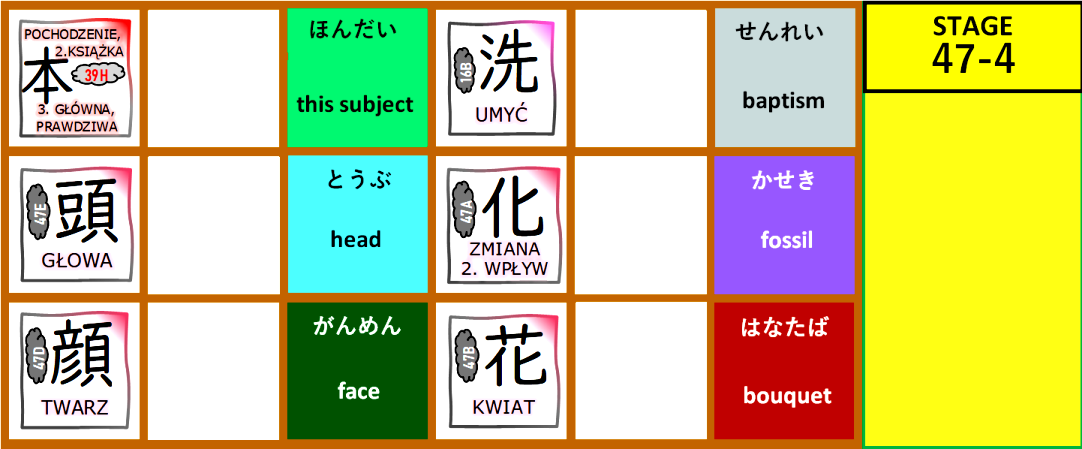 POCHODZENIE,
2.KSIĄŻKA
本
39H
3. GŁÓWNA,
PRAWDZIWA
ほんだい
this subject
洗
16B
UMYĆ
せんれい
baptism
STAGE
47-4
頭
47E
GŁOWA
とうぶ
head
化
47A
ZMIANA
2. WPŁYW
かせき
fossil
顔
47D
TWARZ
がんめん
face
花
47B
KWIAT
はなたば
bouquet